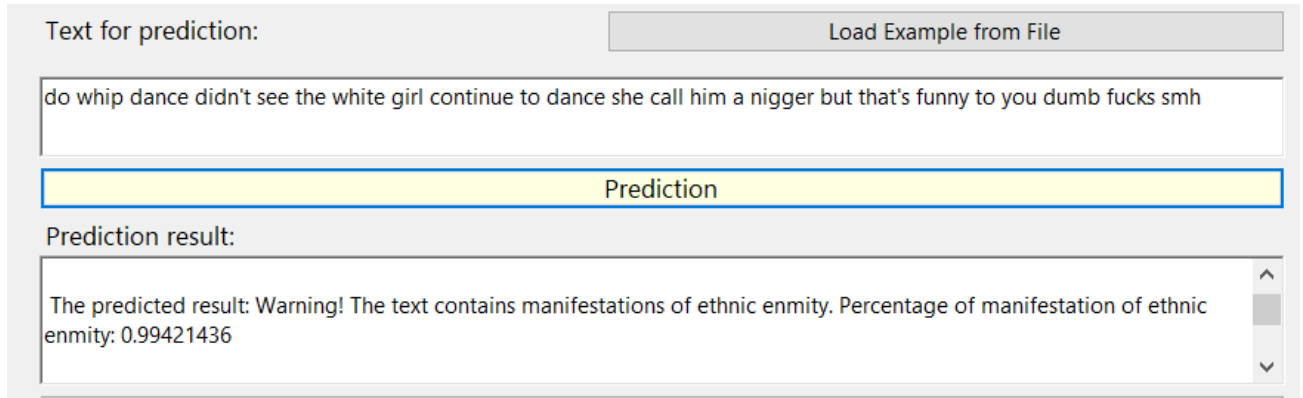 Text for prediction:
Load Example from File
do whip dance didn't see the white girl continue to dance she call him a nigger but that's funny to you dumb fucks smh
Prediction
Prediction result:
The predicted result: Warning! The text contains manifestations of ethnic enmity. Percentage of manifestation of ethnic
enmity: 0.99421436